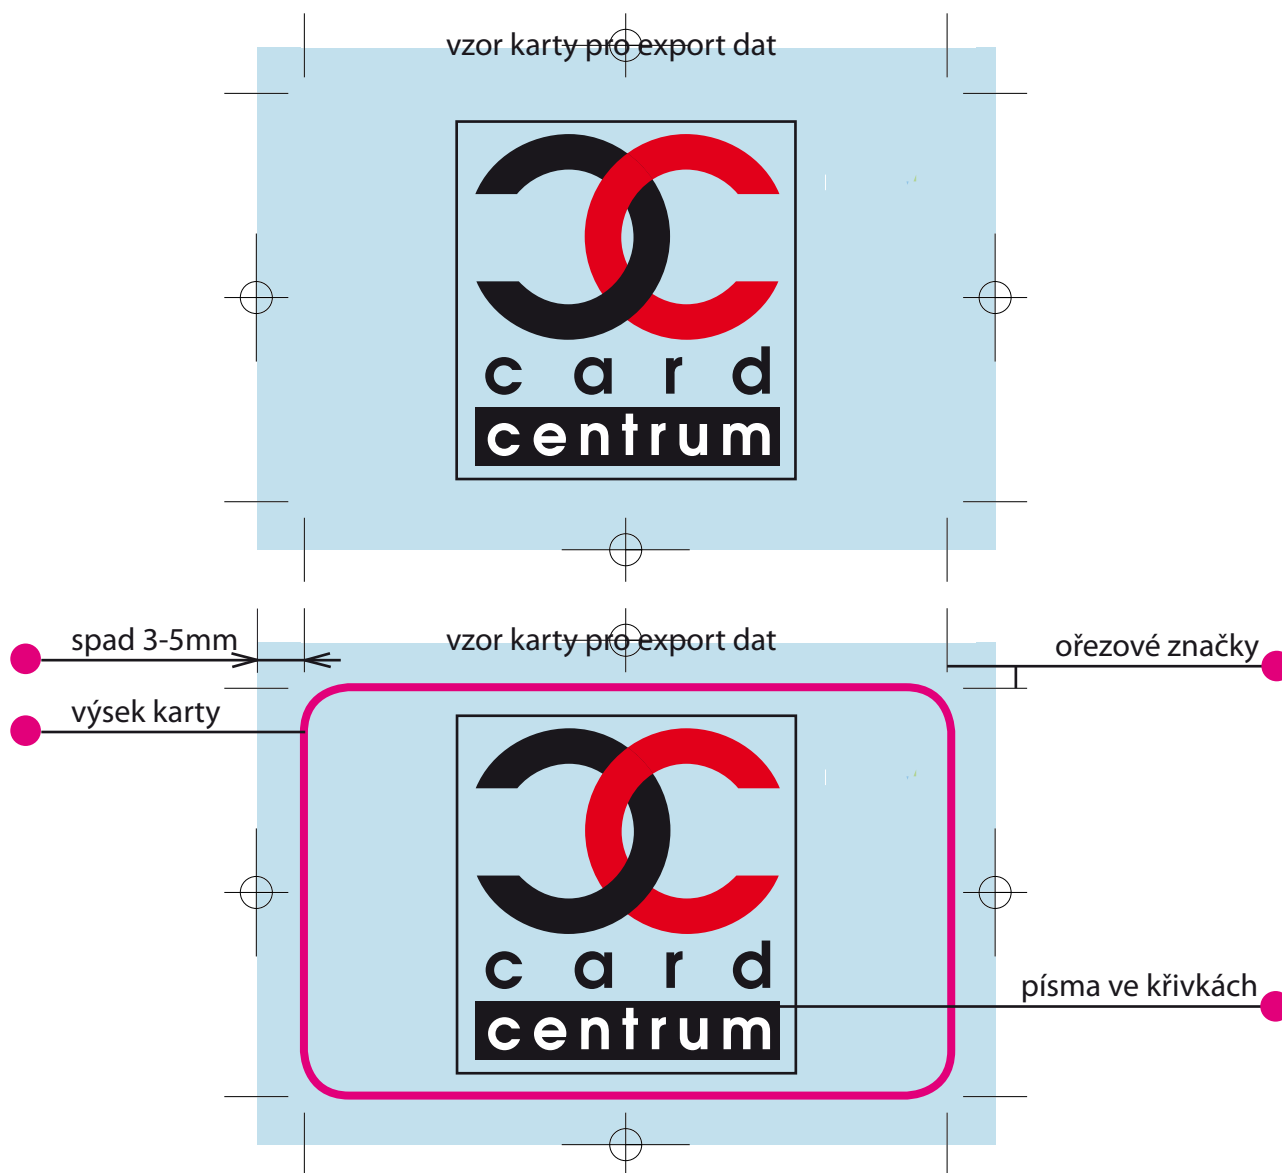 vzor karty pro export dat
card
centrum
spad 3-5mm
vzor karty pro export dat
ořezové značky
výsek karty
card
písma ve křivkách
centrum